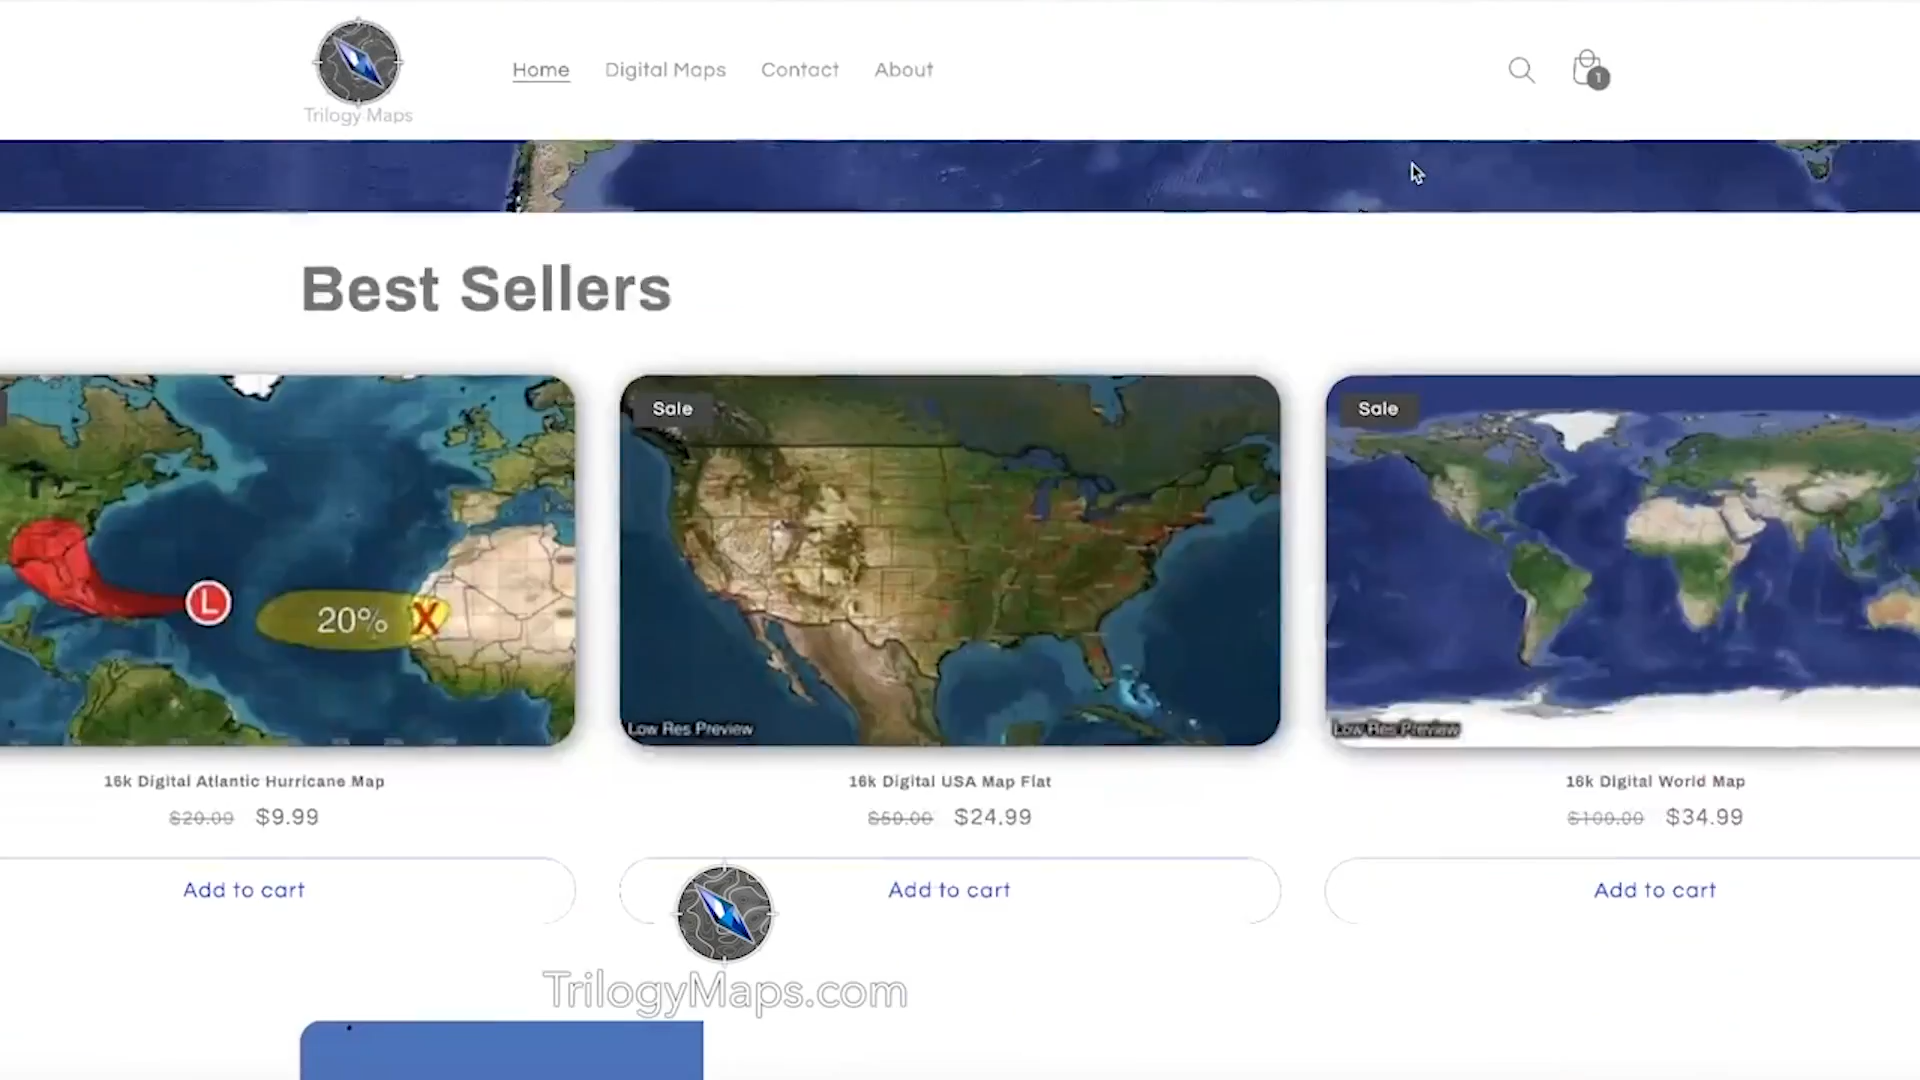 Trilogy Maps
Home Digital Maps Contact About
1
Best Sellers
L
20% X
Sale
Low Res Preview
Sale
Low Res Preview
16k Digital Atlantic Hurricane Map
$20.00 $9.99
Add to cart
16k Digital USA Map Flat
$50.00 $24.99
Add to cart
16k Digital World Map
$100.00 $34.99
Add to cart
TrilogyMaps.com